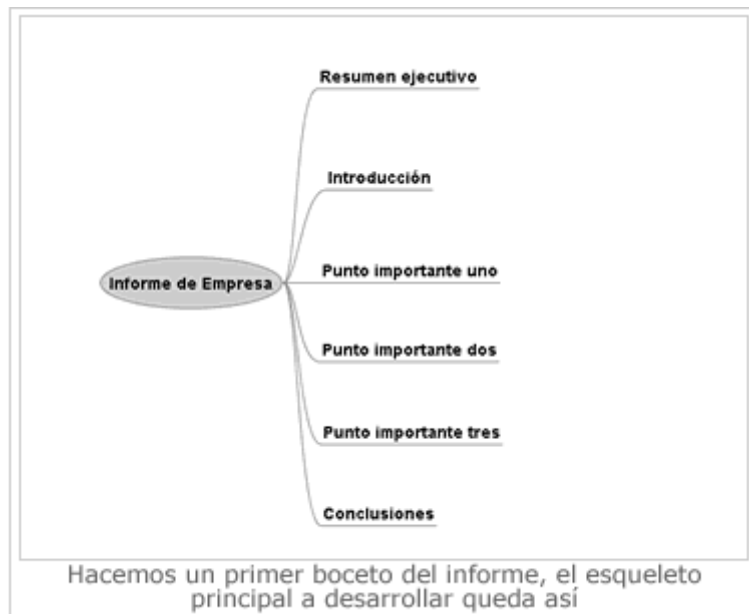 Resumen ejecutivo
Introducción
Informe de Empresa
Punto importante uno
Punto importante dos
Punto importante tres
Conclusiones
Hacemos un primer boceto del informe, el esqueleto
principal a desarrollar queda así